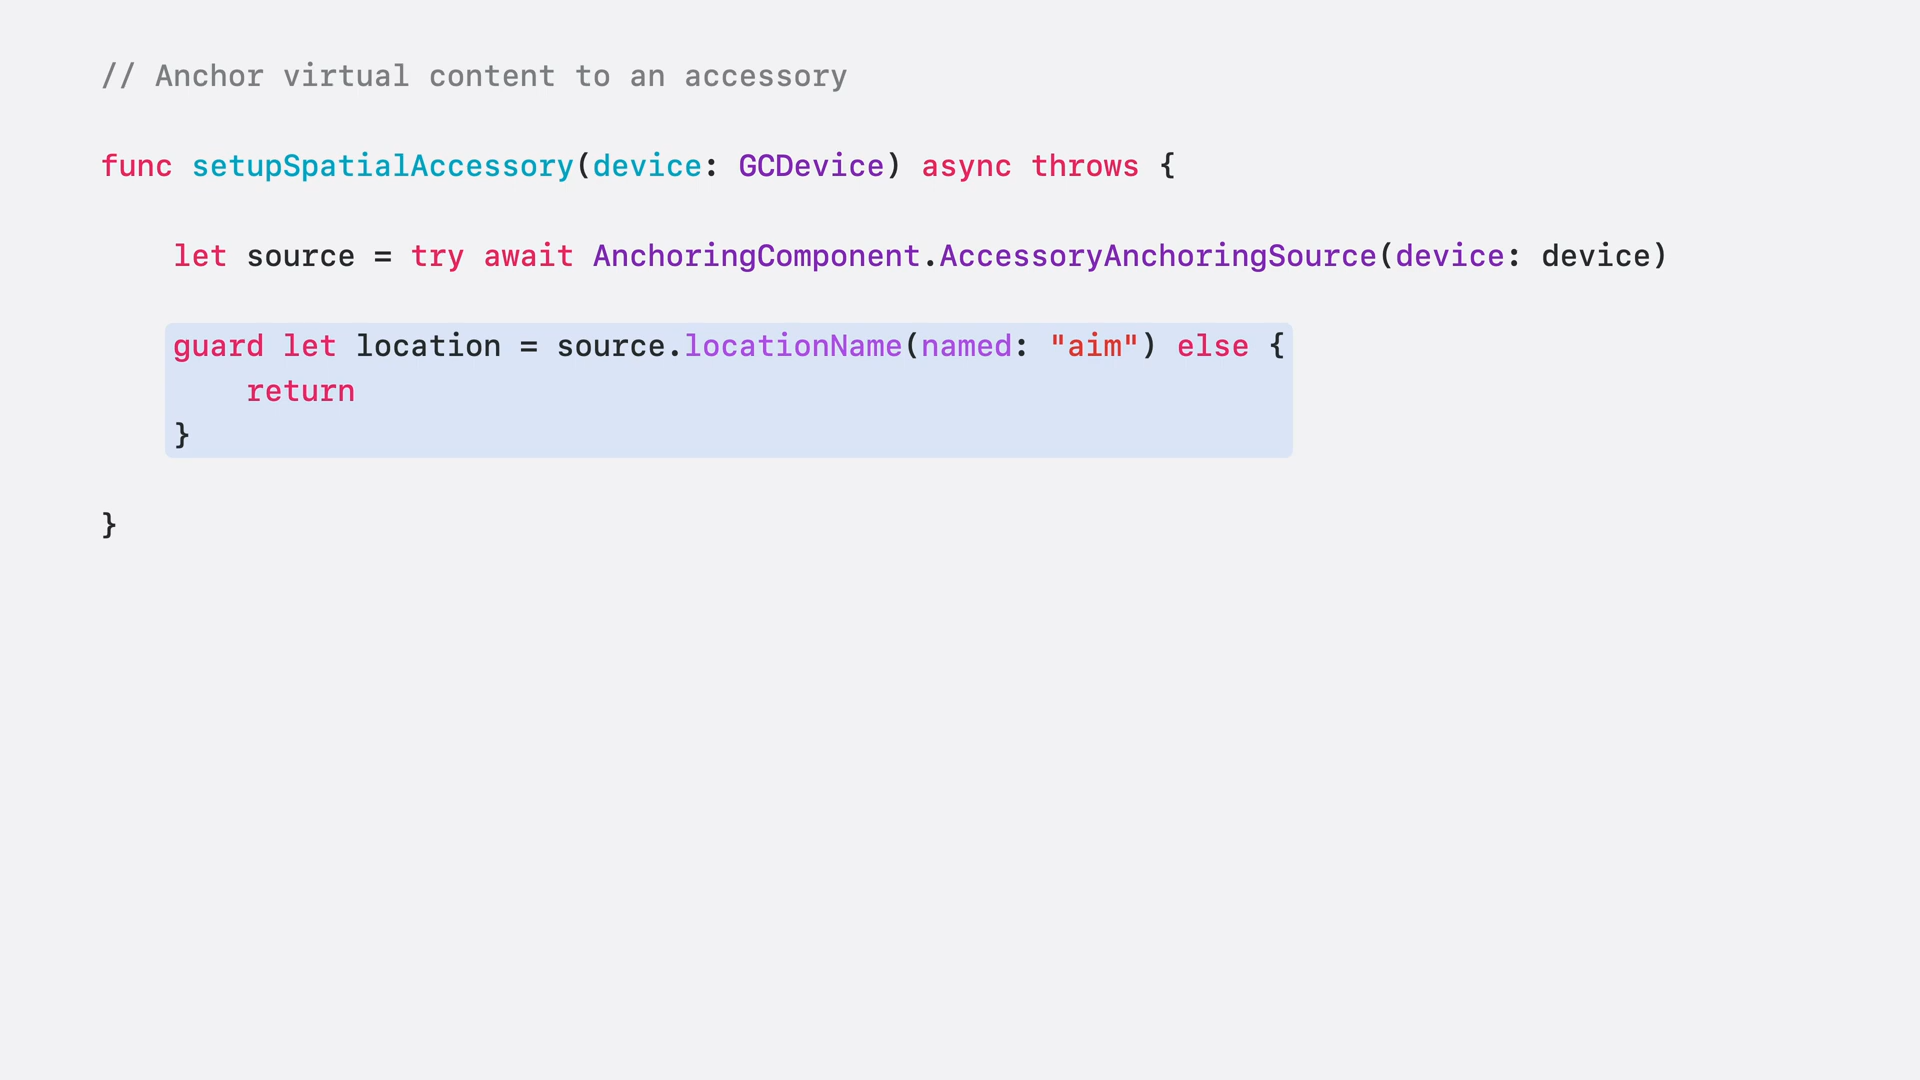 // Anchor virtual content to an accessory
func setupSpatialAccessory(device: GCDevice) async throws {
let source = try await AnchoringComponent.AccessoryAnchoringSource(device: device)
guard let location = source.locationName(named: "aim") else {
return
}
}